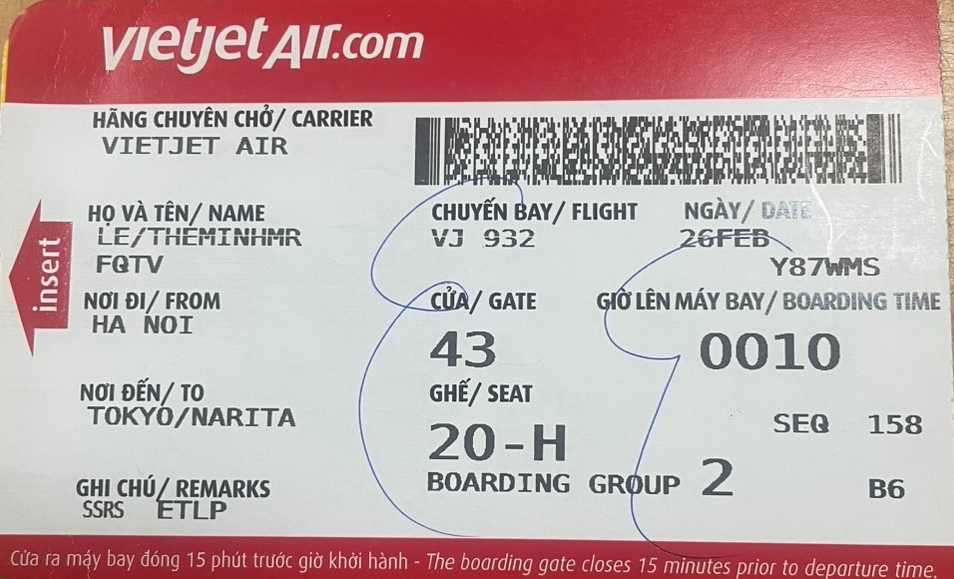 vietjetAir.com
HÃNG CHUYÊN CHỞ/ CARRIER
VIETJET AIR
HỌ VÀ TÊN/ NAME
LE/THEMINHMR
FQTV
CHUYẾN BAY/ FLIGHT
VJ 932
NGÀY/ DATE
26FEB
Y87WMS
insert
NƠI ĐI/ FROM
HA NOI
CỬA/ GATE
43
GIỜ LÊN MÁY BAY/ BOARDING TIME
0010
NƠI ĐẾN/ TO
TOKYO/NARITA
GHẾ/ SEAT
20-H
SEQ 158
BOARDING GROUP 2
B6
GHI CHÚ/ REMARKS
SSRS ETLP
Cửa ra máy bay đóng 15 phút trước giờ khởi hành - The boarding gate closes 15 minutes prior to departure time.